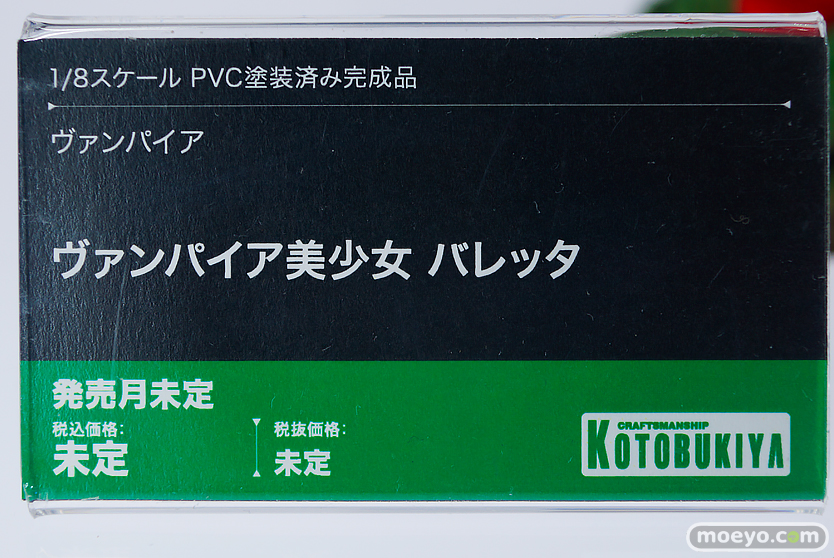 1/8スケール PVC塗装済み完成品
ヴァンパイア
ヴァンパイア美少女 バレッタ
発売月未定
税込価格:
未定
税抜価格:
未定
CRAFTSMANSHIP
KOTOBUKIYA
moeyo.com